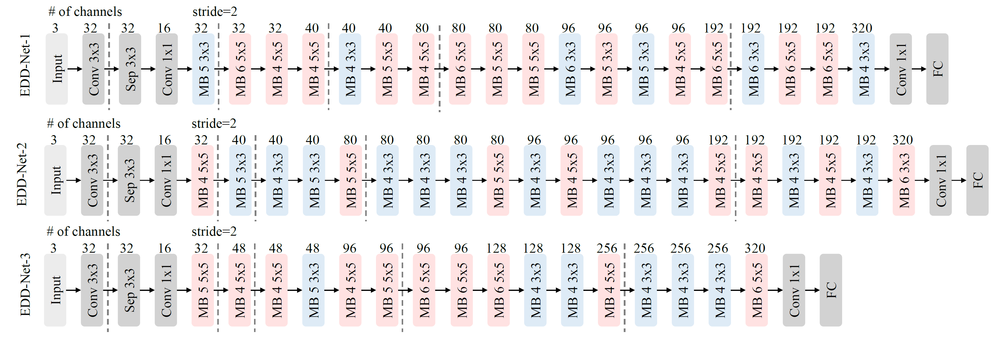 # of channels stride=2
3 32 32 16 32 32 32 40 40 40 80 80 80 80 96 96 96 96 192 192 192 192 320
EDD-Net-1 Input Conv 3x3 Sep 3x3 Conv 1x1 MB 5 3x3 MB 6 5x5 MB 4 5x5 MB 4 5x5 MB 4 3x3 MB 5 5x5 MB 4 5x5 MB 6 5x5 MB 5 5x5 MB 5 5x5 MB 6 3x3 MB 5 3x3 MB 5 3x3 MB 4 5x5 MB 6 5x5 MB 6 3x3 MB 6 5x5 MB 6 5x5 MB 4 3x3 Conv 1x1 FC
# of channels stride=2
3 32 32 16 32 40 40 40 80 80 80 80 80 96 96 96 96 96 192 192 192 192 192 320
EDD-Net-2 Input Conv 3x3 Sep 3x3 Conv 1x1 MB 4 5x5 MB 5 3x3 MB 4 3x3 MB 5 3x3 MB 5 5x5 MB 4 3x3 MB 4 3x3 MB 4 3x3 MB 5 5x5 MB 4 3x3 MB 4 5x5 MB 4 3x3 MB 4 3x3 MB 4 3x3 MB 4 5x5 MB 4 5x5 MB 4 3x3 MB 4 5x5 MB 4 3x3 MB 6 3x3 Conv 1x1 FC
# of channels stride=2
3 32 32 16 32 48 48 48 96 96 96 96 128 128 128 256 256 256 256 320
EDD-Net-3 Input Conv 3x3 Sep 3x3 Conv 1x1 MB 5 5x5 MB 4 5x5 MB 4 5x5 MB 5 3x3 MB 4 5x5 MB 5 5x5 MB 6 5x5 MB 6 5x5 MB 6 5x5 MB 4 3x3 MB 4 3x3 MB 4 5x5 MB 4 3x3 MB 4 3x3 MB 4 3x3 MB 6 5x5 Conv 1x1 FC